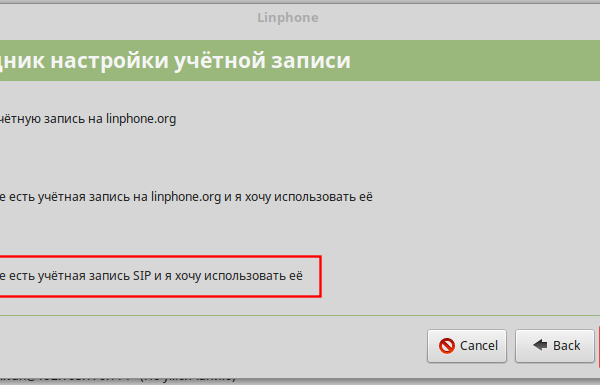 Linphone
дник настройки учётной записи
чётную запись на linphone.org
е есть учётная запись на linphone.org и я хочу использовать её
е есть учётная запись SIP и я хочу использовать её
Cancel
Back